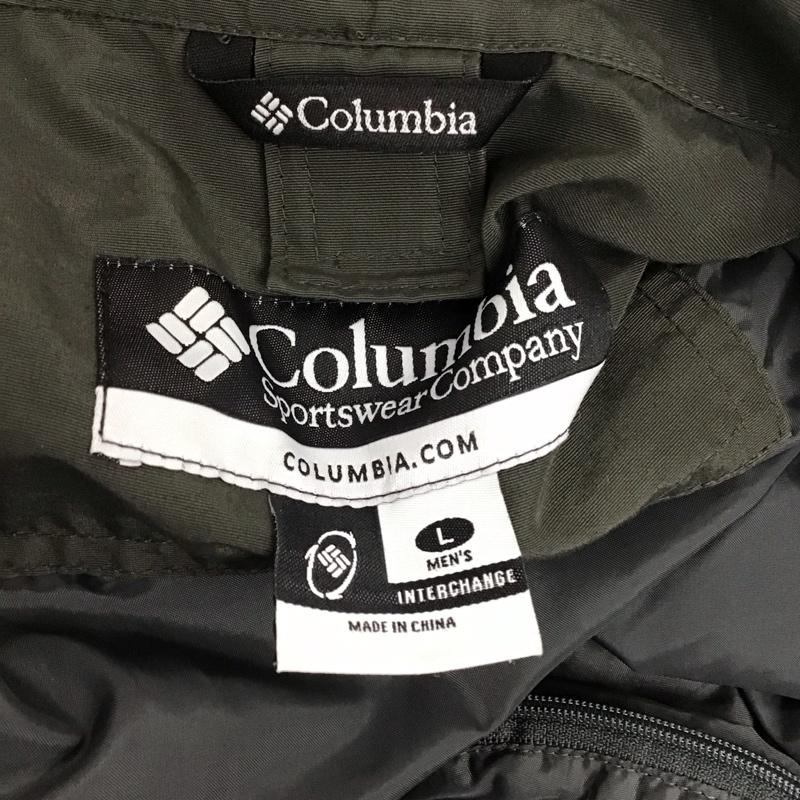 Columbia
Columbia
Sportswear Company
COLUMBIA.COM
L
MEN'S
INTERCHANGE
MADE IN CHINA